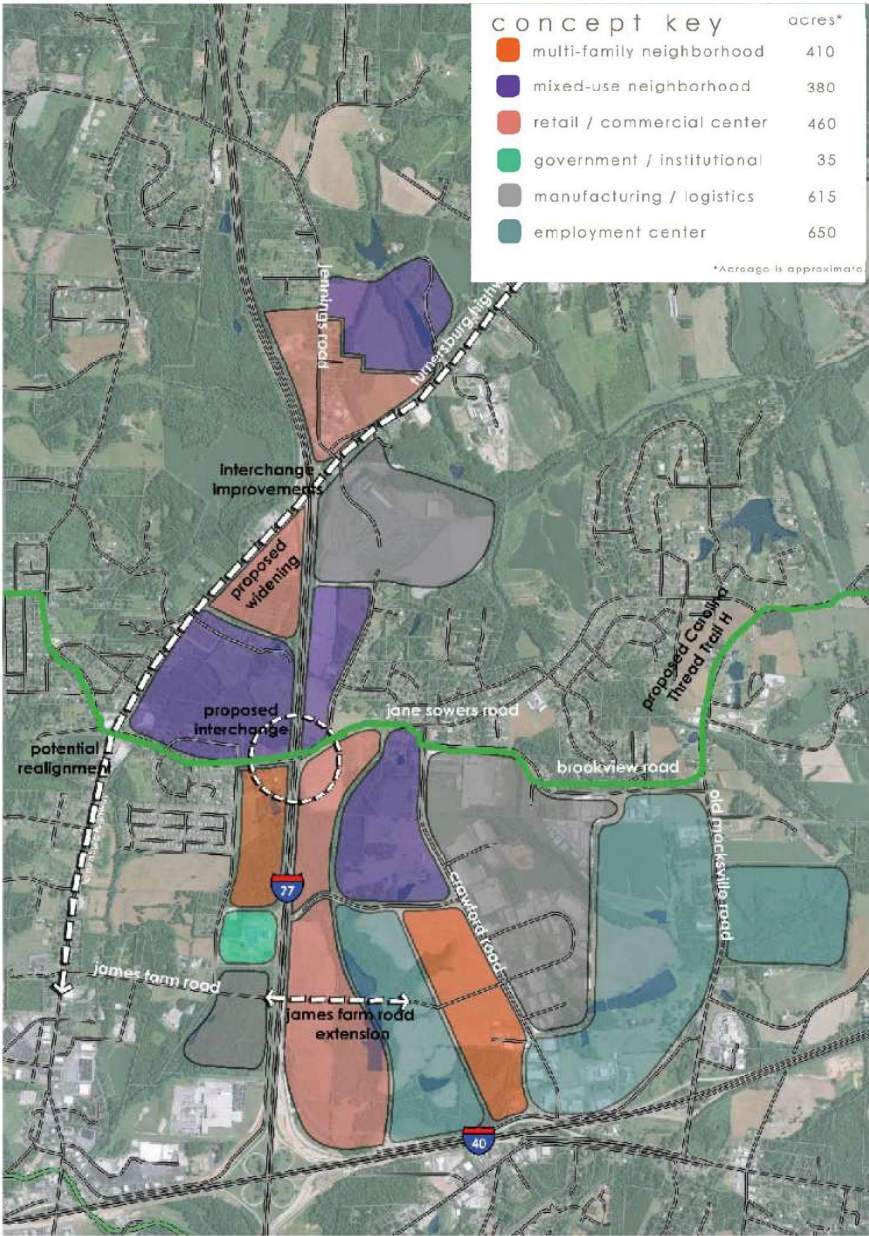 concept key acres*
multi-family neighborhood 410
mixed-use neighborhood 380
retail / commercial center 460
government / institutional 35
manufacturing / logistics 615
employment center 650
*Acreage is approximate.
jennings road
turnersburg highw
interchange
improvements
proposed
widening
proposed Carolina
Thread Trail H
proposed
interchange
jane sowers road
potential
realignment
brookview road
old macksville road
77
crawford road
james farm road
james farm road
extension
40